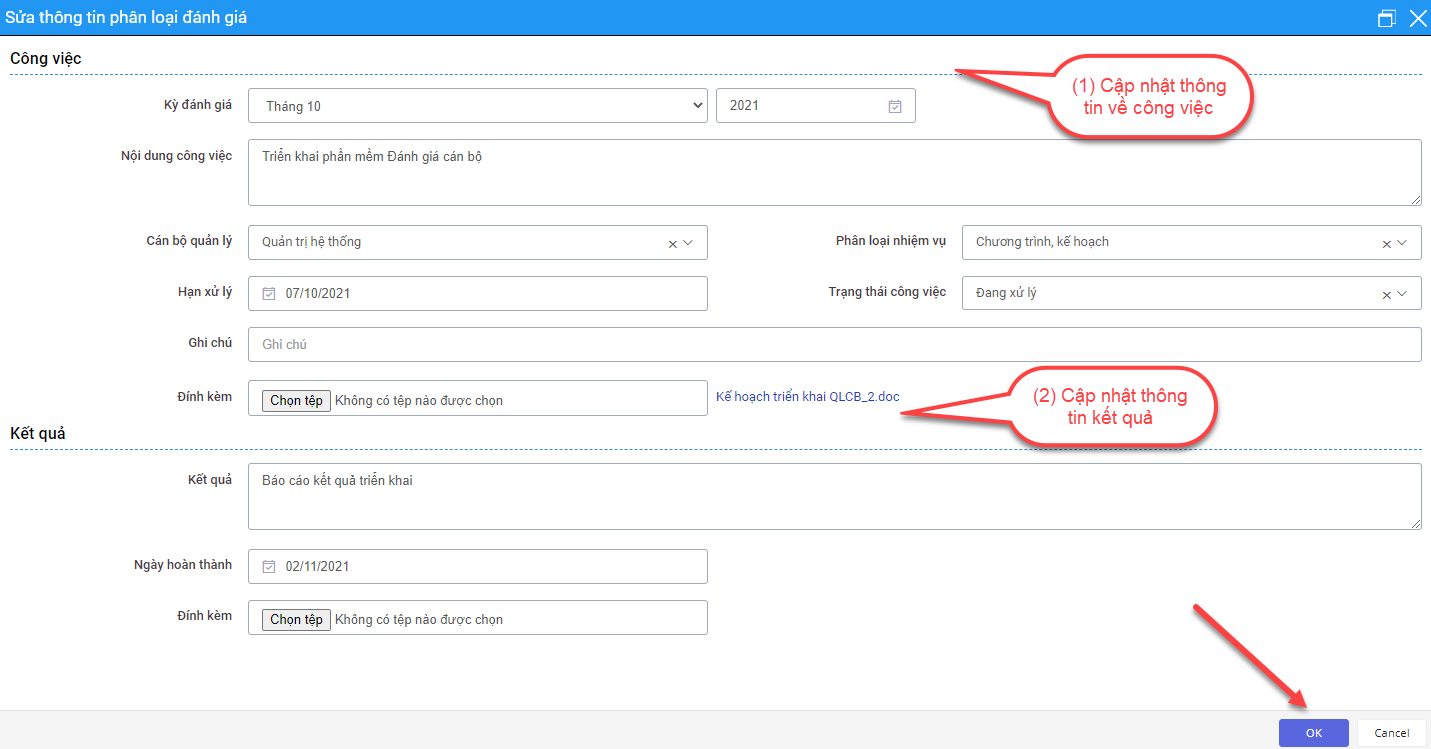 Sửa thông tin phân loại đánh giá
Công việc
(1) Cập nhật thông
tin về công việc
Kỳ đánh giá Tháng 10 2021
Nội dung công việc Triển khai phần mềm Đánh giá cán bộ
Cán bộ quản lý Quản trị hệ thống Phân loại nhiệm vụ Chương trình, kế hoạch
Hạn xử lý 07/10/2021 Trạng thái công việc Đang xử lý
Ghi chú Ghi chú
Đính kèm Chọn tệp Không có tệp nào được chọn Kế hoạch triển khai QLCB_2.doc
(2) Cập nhật thông
tin kết quả
Kết quả
Kết quả Báo cáo kết quả triển khai
Ngày hoàn thành 02/11/2021
Đính kèm Chọn tệp Không có tệp nào được chọn
OK Cancel